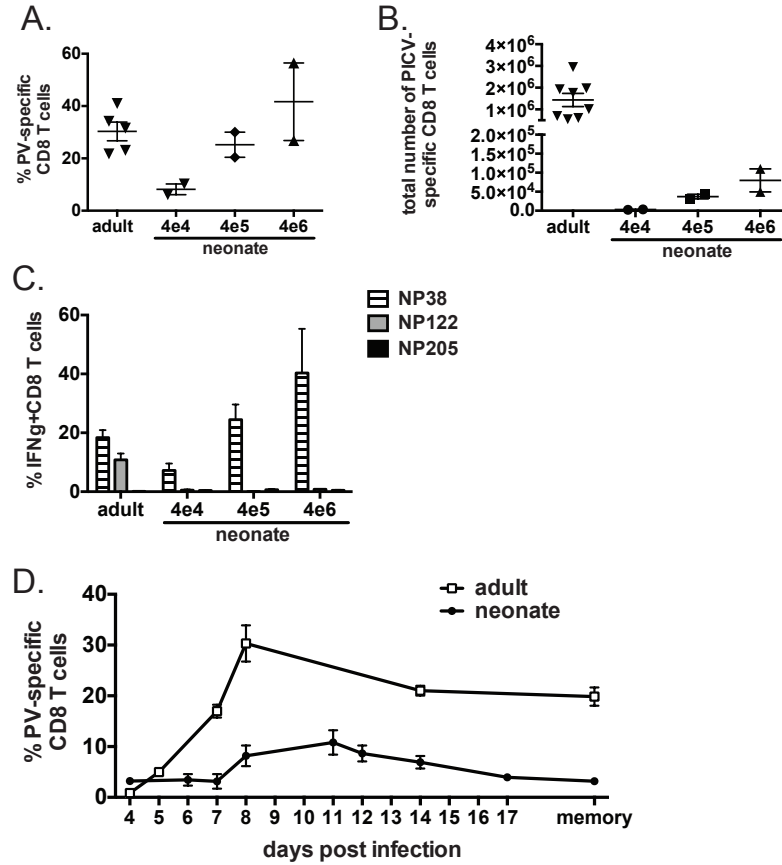 A.
% PV-specific
CD8 T cells
60
40
20
0
adult
4e4
4e5
4e6
neonate
B.
total number of PICV-
specific CD8 T cells
4×10⁶
3×10⁶
2×10⁶
1×10⁶
2.0×10⁵
1.5×10⁵
1.0×10⁵
5.0×10⁴
0.0
adult
4e4
4e5
4e6
neonate
C.
% IFNg+CD8 T cells
60
40
20
0
adult
4e4
4e5
4e6
neonate
NP38
NP122
NP205
D.
% PV-specific
CD8 T cells
40
30
20
10
0
adult
neonate
4 5 6 7 8 9 10 11 12 13 14 15 16 17 memory
days post infection